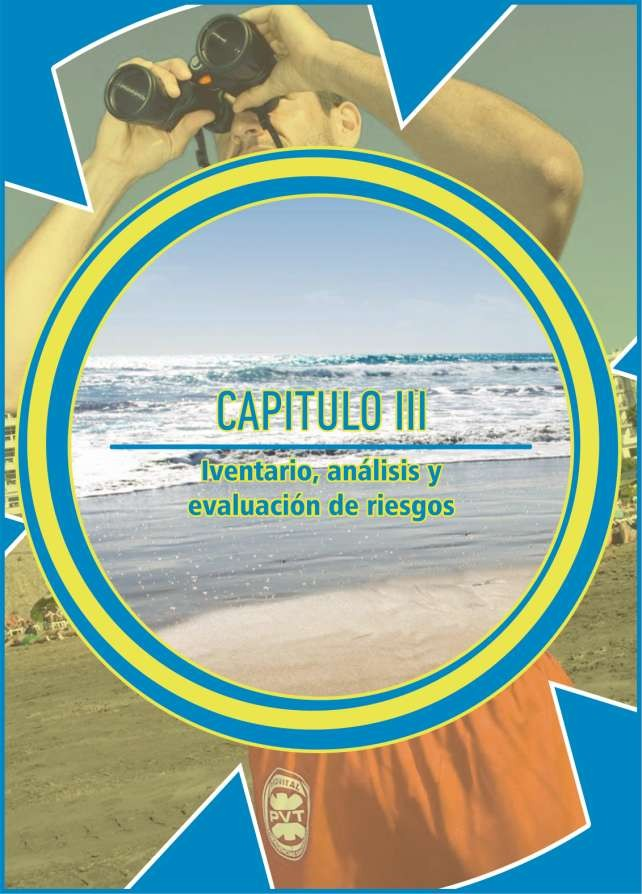 CAPITULO III
Iventario, análisis y
evaluación de riesgos
PVT